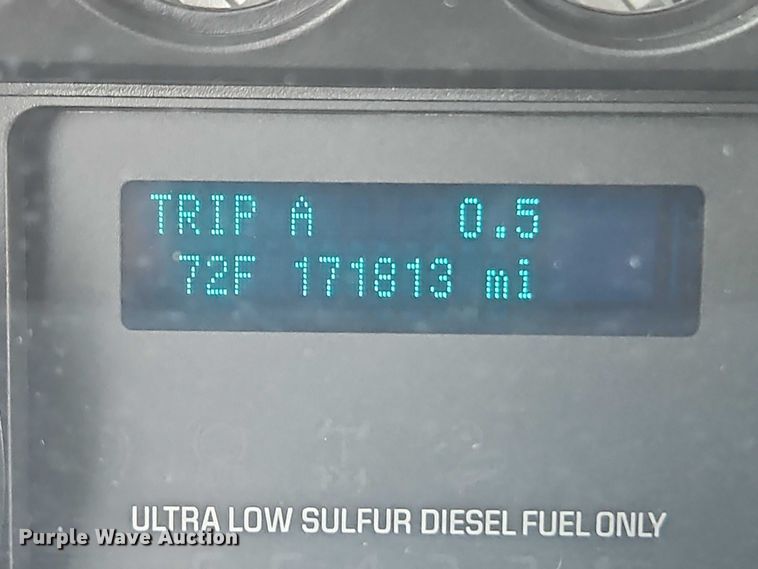 TRIP A 0.5
72F 171813 mi
ULTRA LOW SULFUR DIESEL FUEL ONLY
Purple Wave Auction